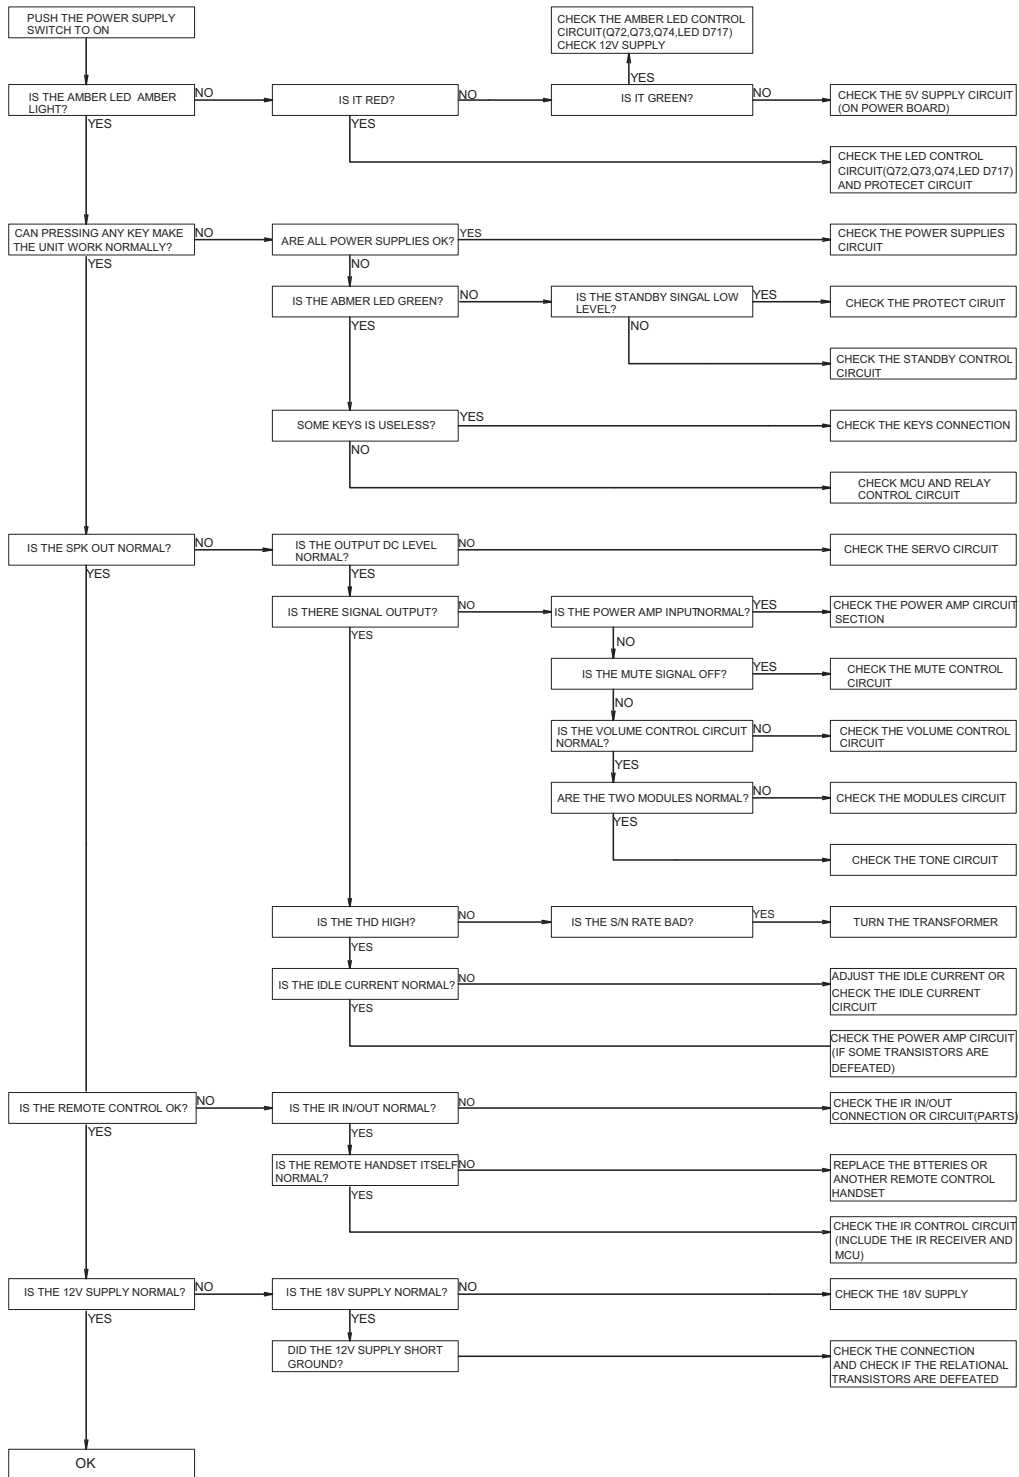 PUSH THE POWER SUPPLY
SWITCH TO ON
CHECK THE AMBER LED CONTROL
CIRCUIT(Q72,Q73,Q74,LED D717)
CHECK 12V SUPPLY
YES
IS THE AMBER LED AMBER
LIGHT?
NO
IS IT RED?
NO
IS IT GREEN?
NO
CHECK THE 5V SUPPLY CIRCUIT
(ON POWER BOARD)
YES
YES
CHECK THE LED CONTROL
CIRCUIT(Q72,Q73,Q74,LED D717)
AND PROTECET CIRCUIT
CAN PRESSING ANY KEY MAKE
THE UNIT WORK NORMALLY?
NO
ARE ALL POWER SUPPLIES OK?
YES
CHECK THE POWER SUPPLIES
CIRCUIT
YES
NO
IS THE ABMER LED GREEN?
NO
IS THE STANDBY SINGAL LOW
LEVEL?
YES
CHECK THE PROTECT CIRUIT
YES
NO
CHECK THE STANDBY CONTROL
CIRCUIT
SOME KEYS IS USELESS?
YES
CHECK THE KEYS CONNECTION
NO
CHECK MCU AND RELAY
CONTROL CIRCUIT
IS THE SPK OUT NORMAL?
NO
IS THE OUTPUT DC LEVEL
NORMAL?
NO
CHECK THE SERVO CIRCUIT
YES
YES
IS THERE SIGNAL OUTPUT?
NO
IS THE POWER AMP INPUTNORMAL?
YES
CHECK THE POWER AMP CIRCUIT
SECTION
YES
NO
IS THE MUTE SIGNAL OFF?
YES
CHECK THE MUTE CONTROL
CIRCUIT
NO
IS THE VOLUME CONTROL CIRCUIT
NORMAL?
NO
CHECK THE VOLUME CONTROL
CIRCUIT
YES
ARE THE TWO MODULES NORMAL?
NO
CHECK THE MODULES CIRCUIT
YES
CHECK THE TONE CIRCUIT
IS THE THD HIGH?
NO
IS THE S/N RATE BAD?
YES
TURN THE TRANSFORMER
YES
IS THE IDLE CURRENT NORMAL?
NO
ADJUST THE IDLE CURRENT OR
CHECK THE IDLE CURRENT
CIRCUIT
YES
CHECK THE POWER AMP CIRCUIT
(IF SOME TRANSISTORS ARE
DEFEATED)
IS THE REMOTE CONTROL OK?
NO
IS THE IR IN/OUT NORMAL?
NO
CHECK THE IR IN/OUT
CONNECTION OR CIRCUIT(PARTS)
YES
YES
IS THE REMOTE HANDSET ITSELF
NORMAL?
NO
REPLACE THE BTTERIES OR
ANOTHER REMOTE CONTROL
HANDSET
YES
CHECK THE IR CONTROL CIRCUIT
(INCLUDE THE IR RECEIVER AND
MCU)
IS THE 12V SUPPLY NORMAL?
NO
IS THE 18V SUPPLY NORMAL?
NO
CHECK THE 18V SUPPLY
YES
YES
DID THE 12V SUPPLY SHORT
GROUND?
CHECK THE CONNECTION
AND CHECK IF THE RELATIONAL
TRANSISTORS ARE DEFEATED
OK